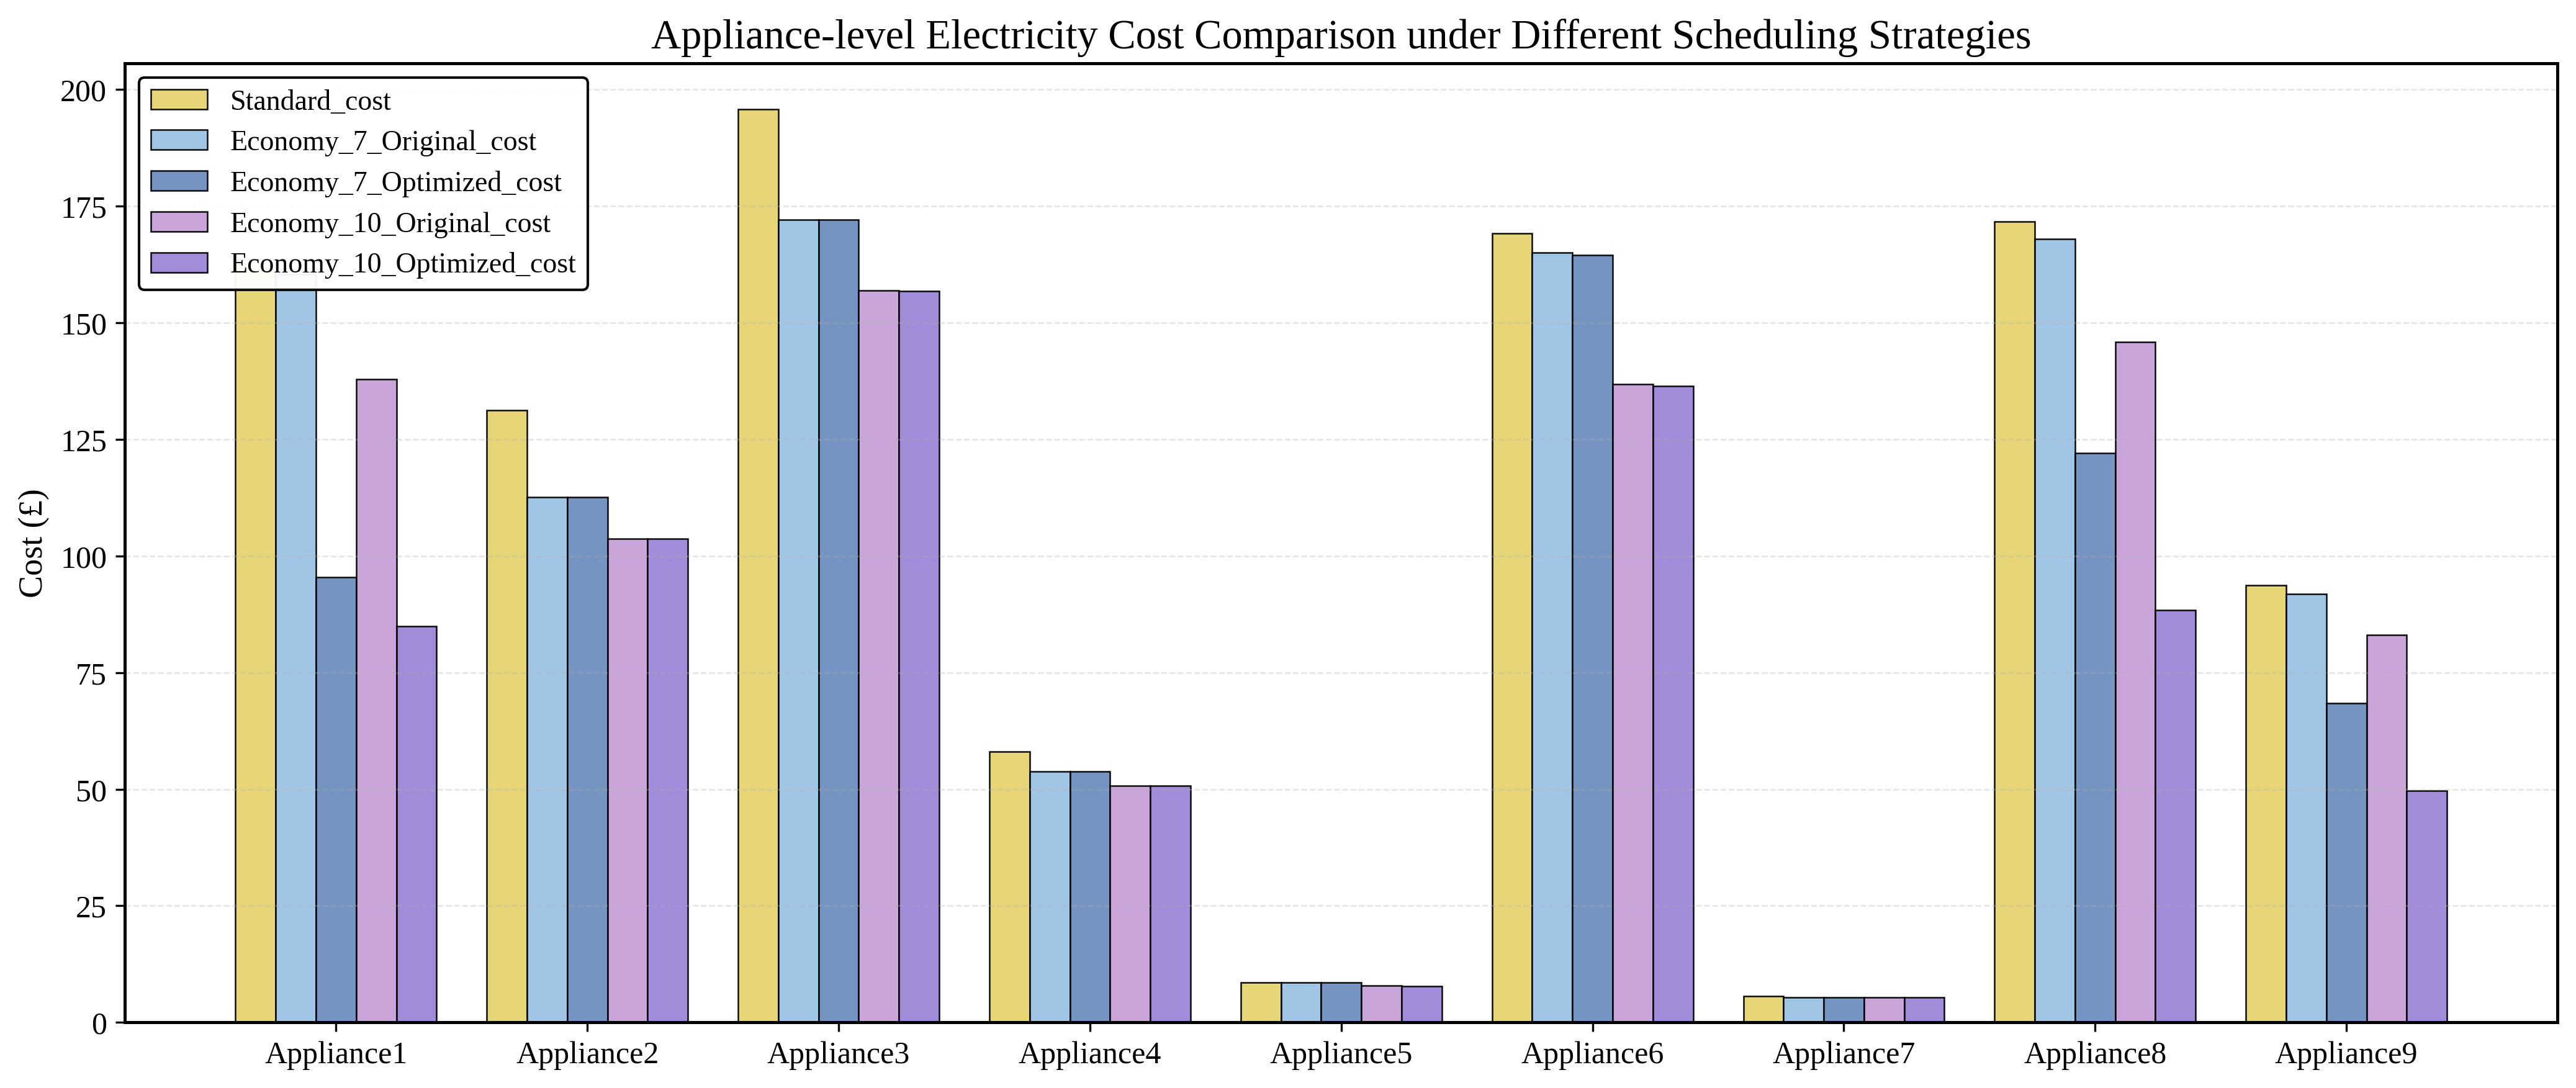 Appliance-level Electricity Cost Comparison under Different Scheduling Strategies
Standard_cost
Economy_7_Original_cost
Economy_7_Optimized_cost
Economy_10_Original_cost
Economy_10_Optimized_cost
Cost (£)
200
175
150
125
100
75
50
25
0
Appliance1 Appliance2 Appliance3 Appliance4 Appliance5 Appliance6 Appliance7 Appliance8 Appliance9